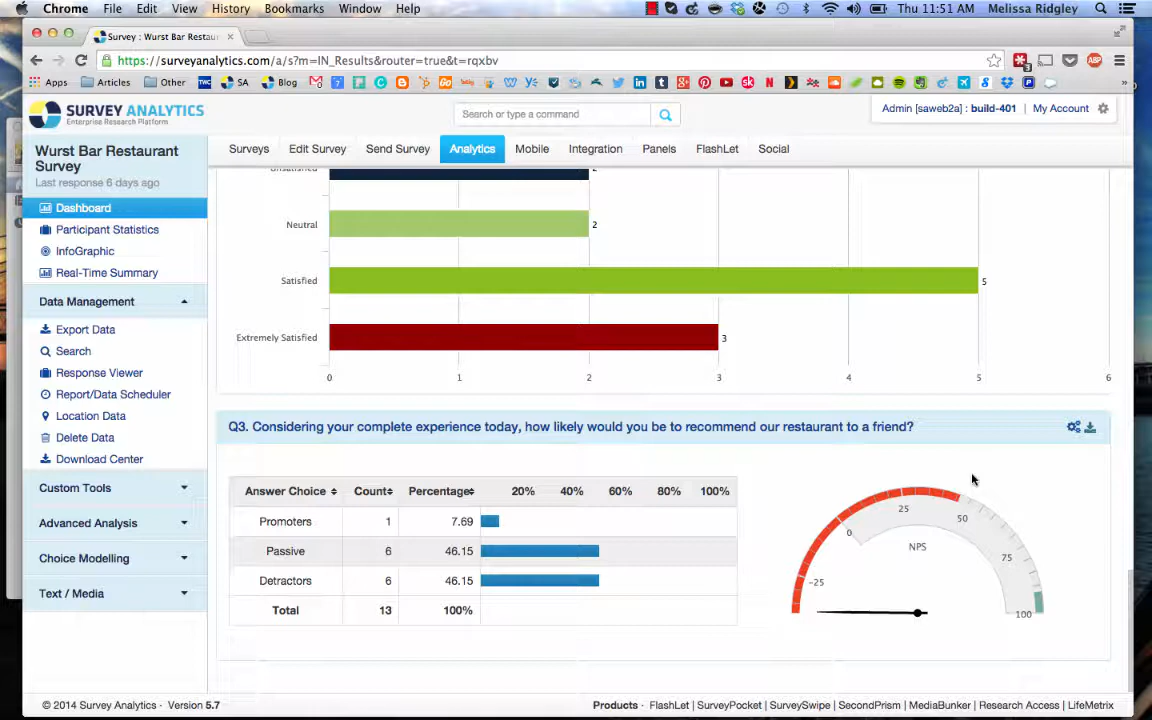 Chrome File Edit View History Bookmarks Window Help Thu 11:51 AM Melissa Ridgley
Survey : Wurst Bar Restau
https://surveyanalytics.com/a/s?m=IN_Results&router=true&t=rqxbv
Apps Articles Other SA Blog
SURVEY ANALYTICS
Enterprise Research Platform
Search or type a command
Admin [saweb2a] : build-401 | My Account
Surveys Edit Survey Send Survey Analytics Mobile Integration Panels FlashLet Social
Wurst Bar Restaurant Survey
Last response 6 days ago
Dashboard
Participant Statistics
InfoGraphic
Real-Time Summary
Data Management
Export Data
Search
Response Viewer
Report/Data Scheduler
Location Data
Delete Data
Download Center
Custom Tools
Advanced Analysis
Choice Modelling
Text / Media
Unsatisfied 2
Neutral 2
Satisfied 5
Extremely Satisfied 3
0 1 2 3 4 5 6
Q3. Considering your complete experience today, how likely would you be to recommend our restaurant to a friend?
Answer Choice Count Percentage 20% 40% 60% 80% 100%
Promoters 1 7.69
Passive 6 46.15
Detractors 6 46.15
Total 13 100%
-25 0 25 50 75 100
NPS
© 2014 Survey Analytics - Version 5.7
Products - FlashLet | SurveyPocket | SurveySwipe | SecondPrism | MediaBunker | Research Access | LifeMetrix